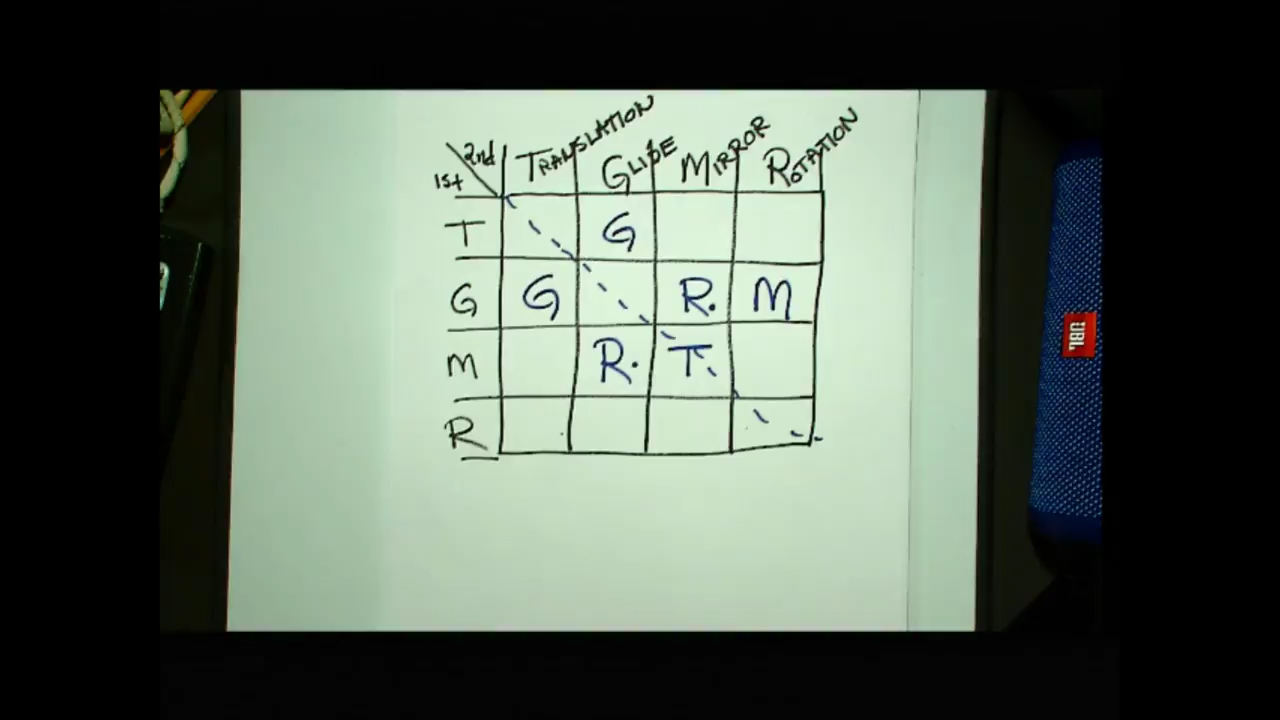 1st 2nd TRANSLATION GLIDE MIRROR ROTATION
T G
G G R. M
M R. T
R
JBL